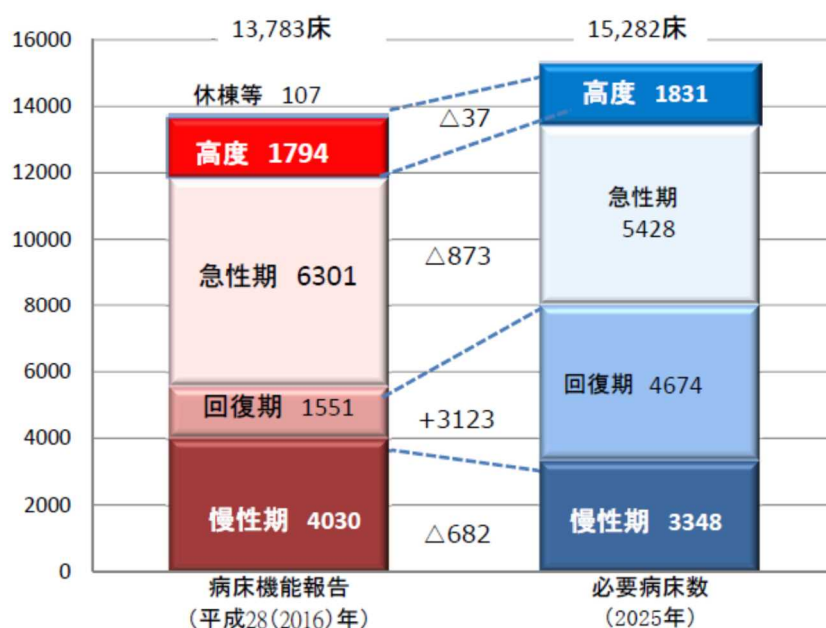 13,783床
15,282床
16000
14000
12000
10000
8000
6000
4000
2000
0
休棟等 107
高度 1794
急性期 6301
回復期 1551
慢性期 4030
△37
△873
+3123
△682
高度 1831
急性期
5428
回復期 4674
慢性期 3348
病床機能報告
(平成28(2016)年)
必要病床数
(2025年)